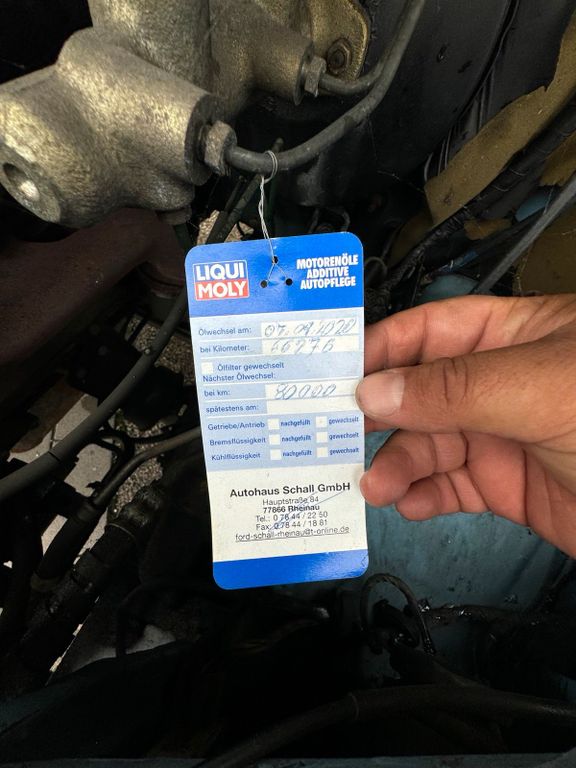 LIQUI
MOLY
MOTORENÖLE
ADDITIVE
AUTOPFLEGE
Ölwechsel am: 07.09.2020
bei Kilometer:
Ölfilter gewechselt
Nächster Ölwechsel:
bei km: 80000
spätestens am:
Getriebe/Antrieb nachgefüllt gewechselt
Bremsflüssigkeit nachgefüllt gewechselt
Kühlflüssigkeit nachgefüllt gewechselt
Autohaus Schall GmbH
Hauptstraße 84
77866 Rheinau
Tel.: 0 78 44 / 22 50
Fax: 0 78 44 / 18 81
ford-schall-rheinau@t-online.de